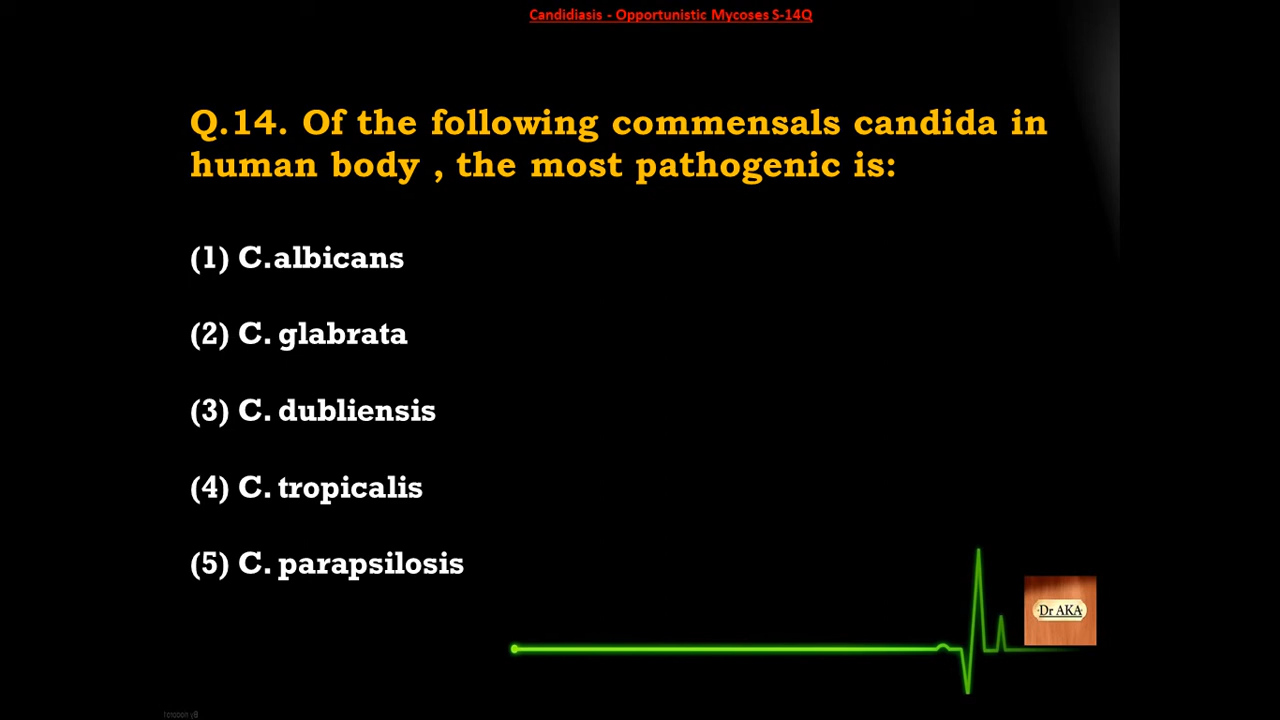 Candidiasis - Opportunistic Mycoses S-14Q
Q.14. Of the following commensals candida in
human body , the most pathogenic is:
(1) C.albicans
(2) C. glabrata
(3) C. dubliensis
(4) C. tropicalis
(5) C. parapsilosis
Dr AKA